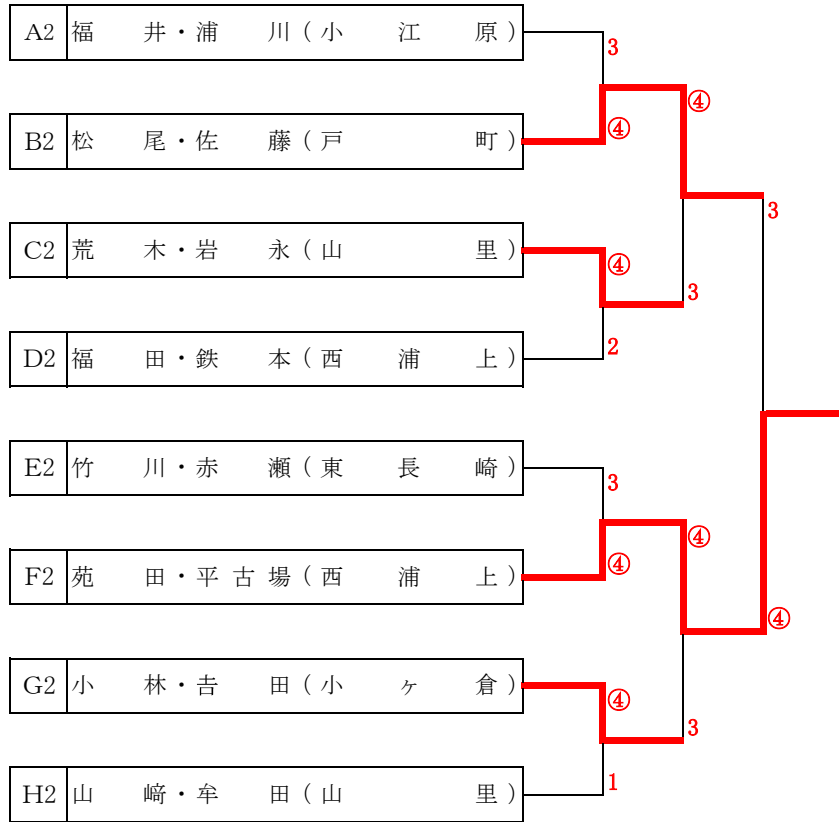 A2 福井・浦川(小江原)
3
④
④
B2 松尾・佐藤(戸町)
3
C2 荒木・岩永(山里)
④
3
2
D2 福田・鉄本(西浦上)
E2 竹川・赤瀬(東長崎)
3
④
④
F2 苑田・平古場(西浦上)
④
G2 小林・𠮷田(小ヶ倉)
④
3
1
H2 山﨑・牟田(山里)